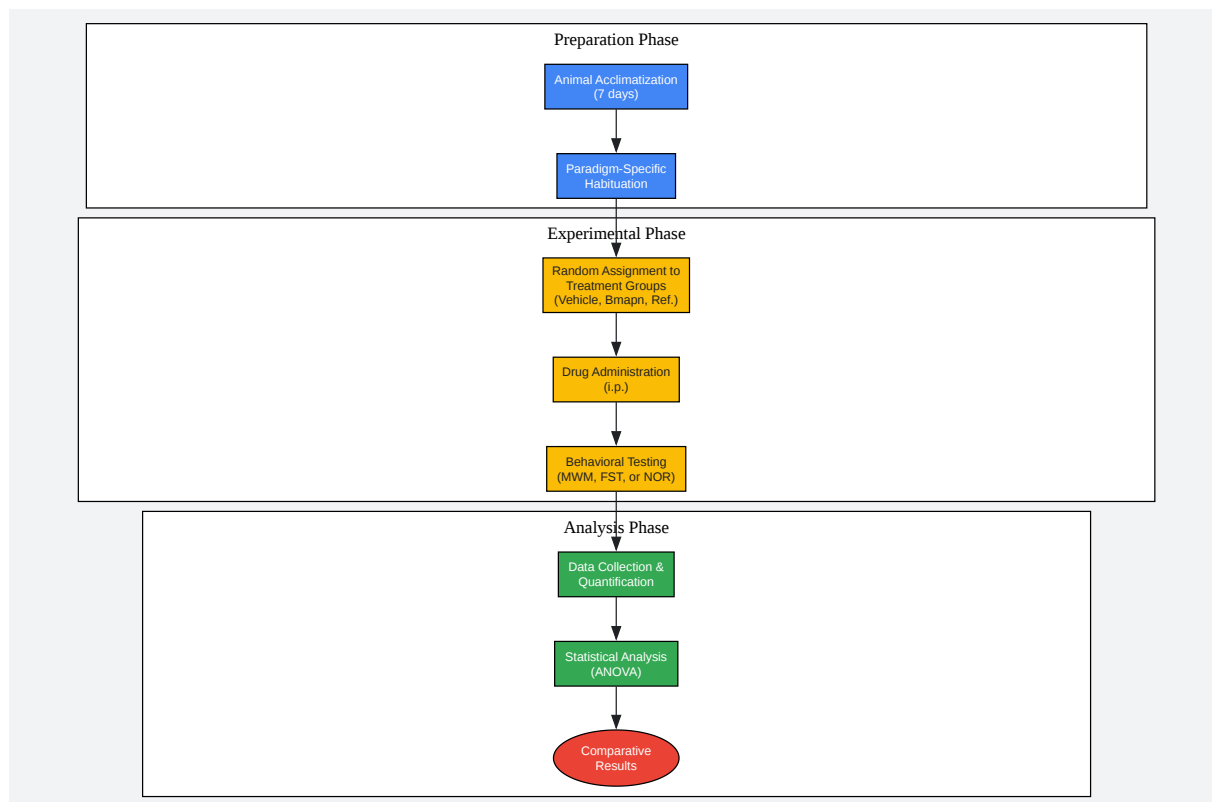 Preparation Phase
Animal Acclimatization
(7 days)
Paradigm-Specific
Habituation
Experimental Phase
Random Assignment to
Treatment Groups
(Vehicle, Bmapn, Ref.)
Drug Administration
(i.p.)
Behavioral Testing
(MWM, FST, or NOR)
Analysis Phase
Data Collection &
Quantification
Statistical Analysis
(ANOVA)
Comparative
Results